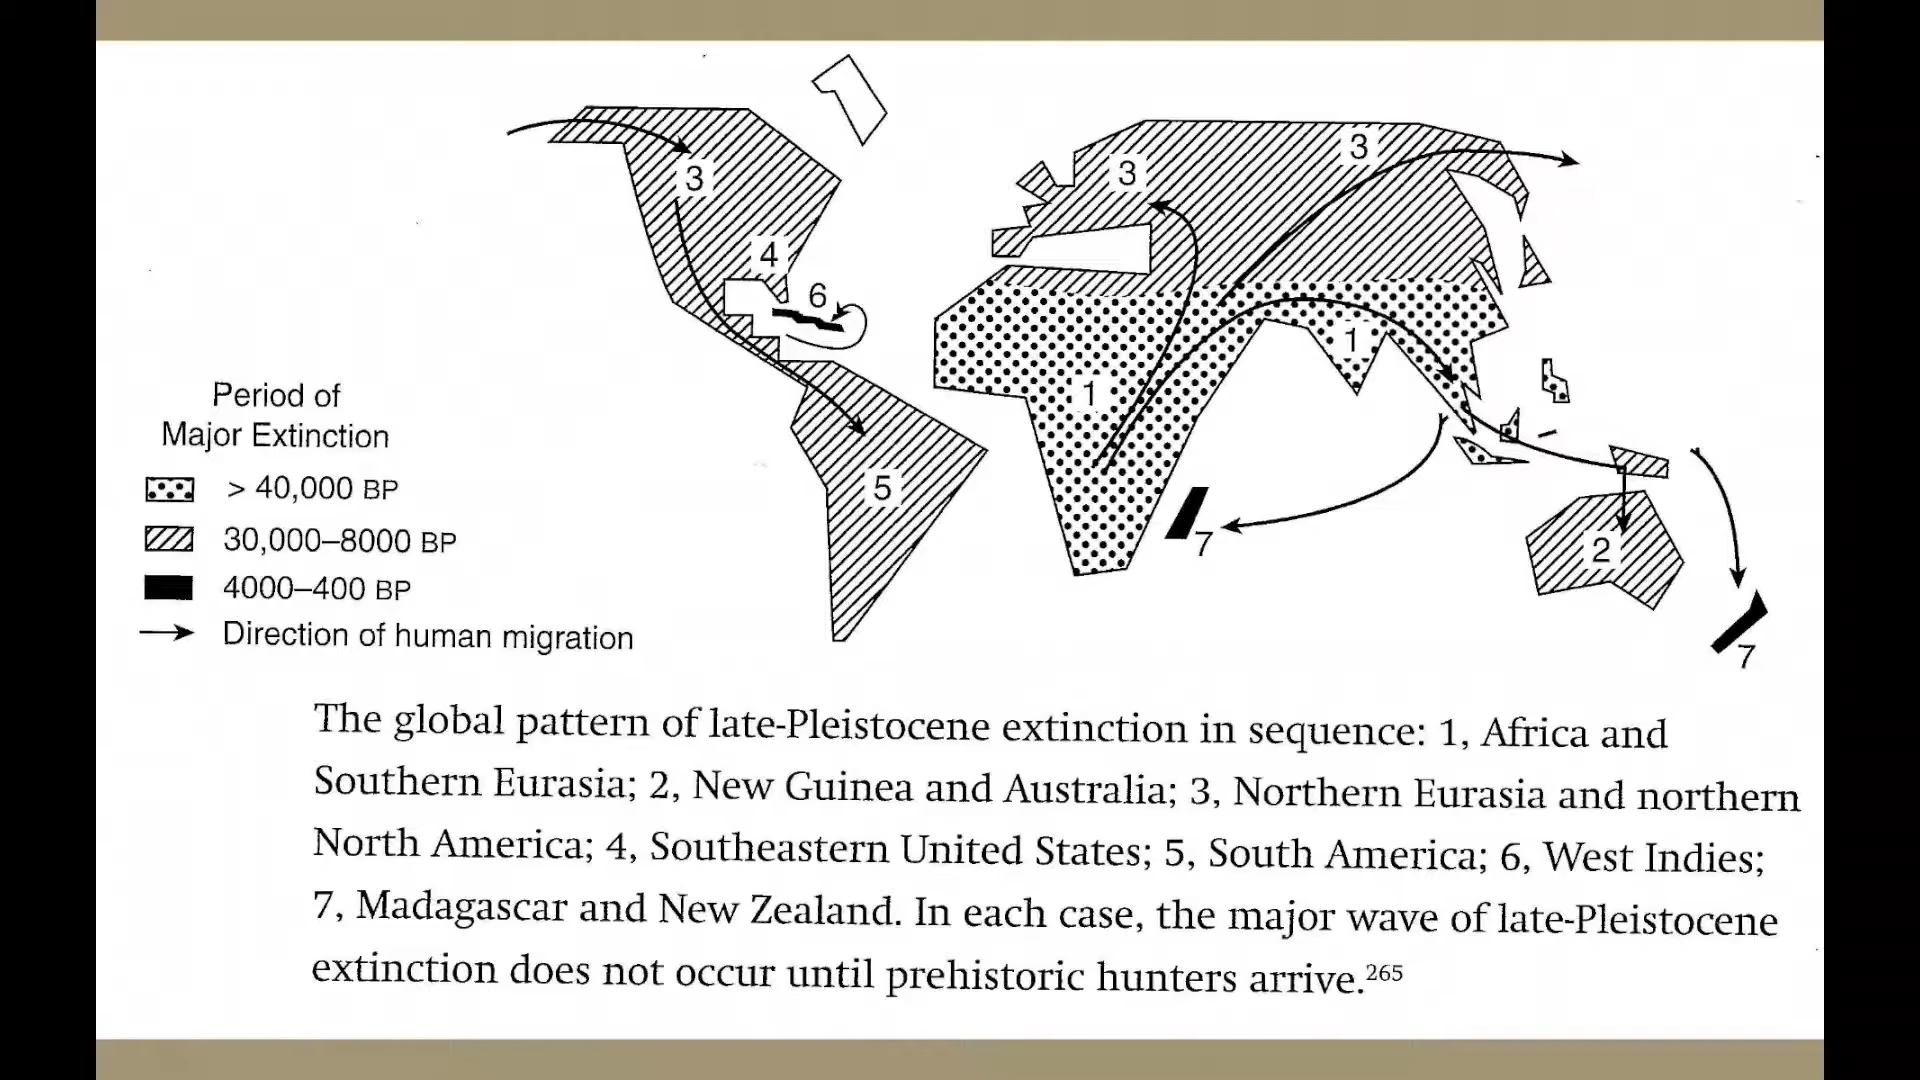 3
3
3
4
6
1
1
5
7
2
7
Period of
Major Extinction
> 40,000 BP
30,000–8000 BP
4000–400 BP
Direction of human migration
The global pattern of late-Pleistocene extinction in sequence: 1, Africa and
Southern Eurasia; 2, New Guinea and Australia; 3, Northern Eurasia and northern
North America; 4, Southeastern United States; 5, South America; 6, West Indies;
7, Madagascar and New Zealand. In each case, the major wave of late-Pleistocene
extinction does not occur until prehistoric hunters arrive.265